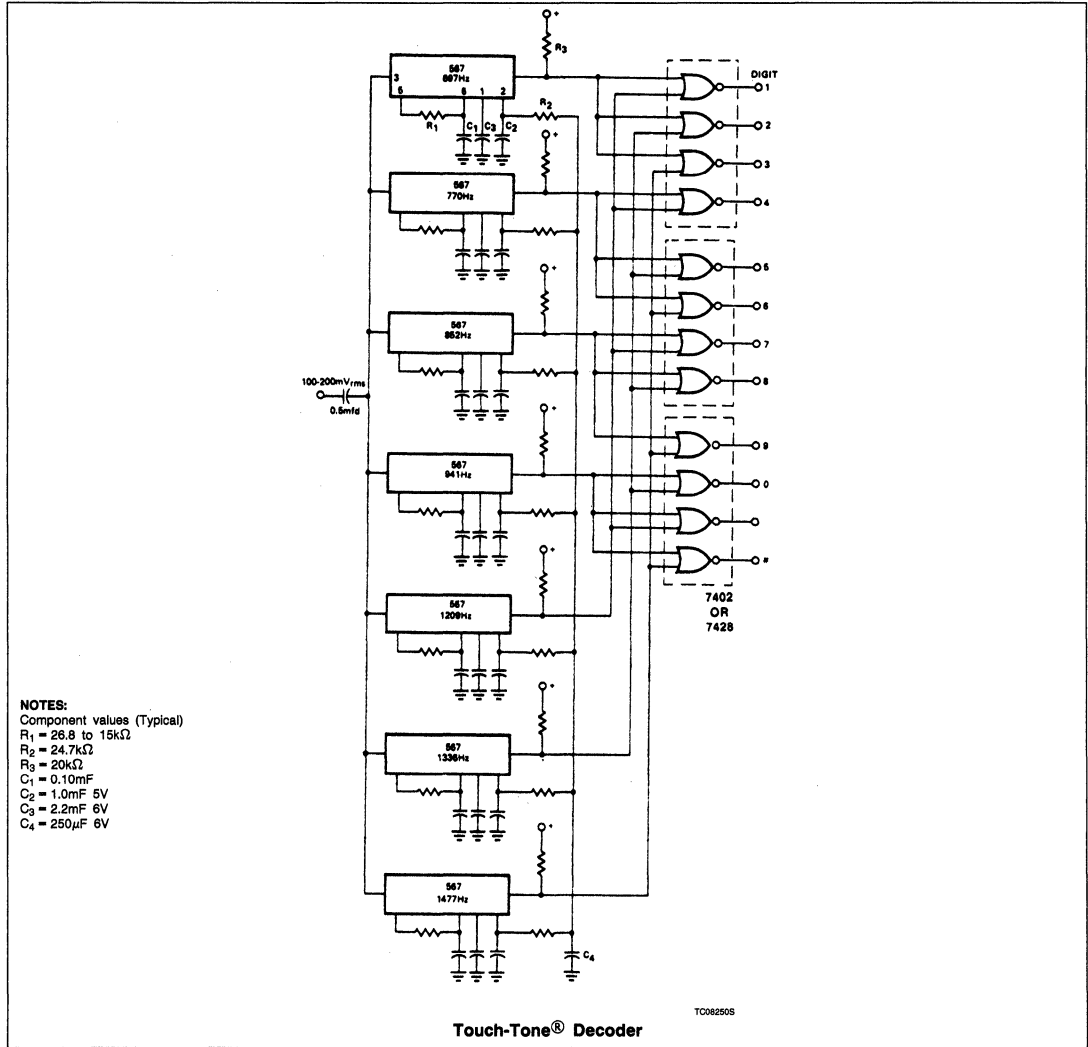 +
R3
567
697Hz
3
5
6
1
2
R1
C1
C3
C2
R2
DIGIT
1
2
3
4
+
567
770Hz
+
5
6
7
8
567
852Hz
100-200mVrms
0.5mfd
+
9
0
#
567
941Hz
7402
OR
7428
+
567
1209Hz
+
567
1336Hz
+
567
1477Hz
C4
NOTES:
Component values (Typical)
R1 = 26.8 to 15kΩ
R2 = 24.7kΩ
R3 = 20kΩ
C1 = 0.10mF
C2 = 1.0mF 5V
C3 = 2.2mF 6V
C4 = 250μF 6V
TC08250S
Touch-Tone® Decoder